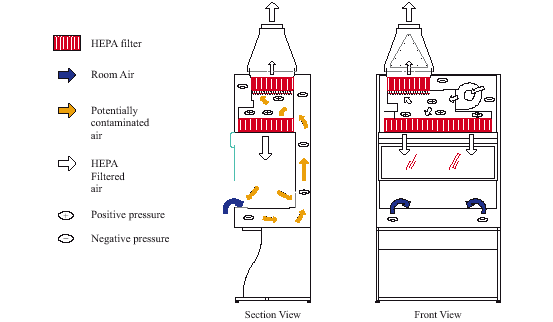 HEPA filter
Room Air
Potentially
contaminated
air
HEPA
Filtered
air
Positive pressure
Negative pressure
Section View
Front View